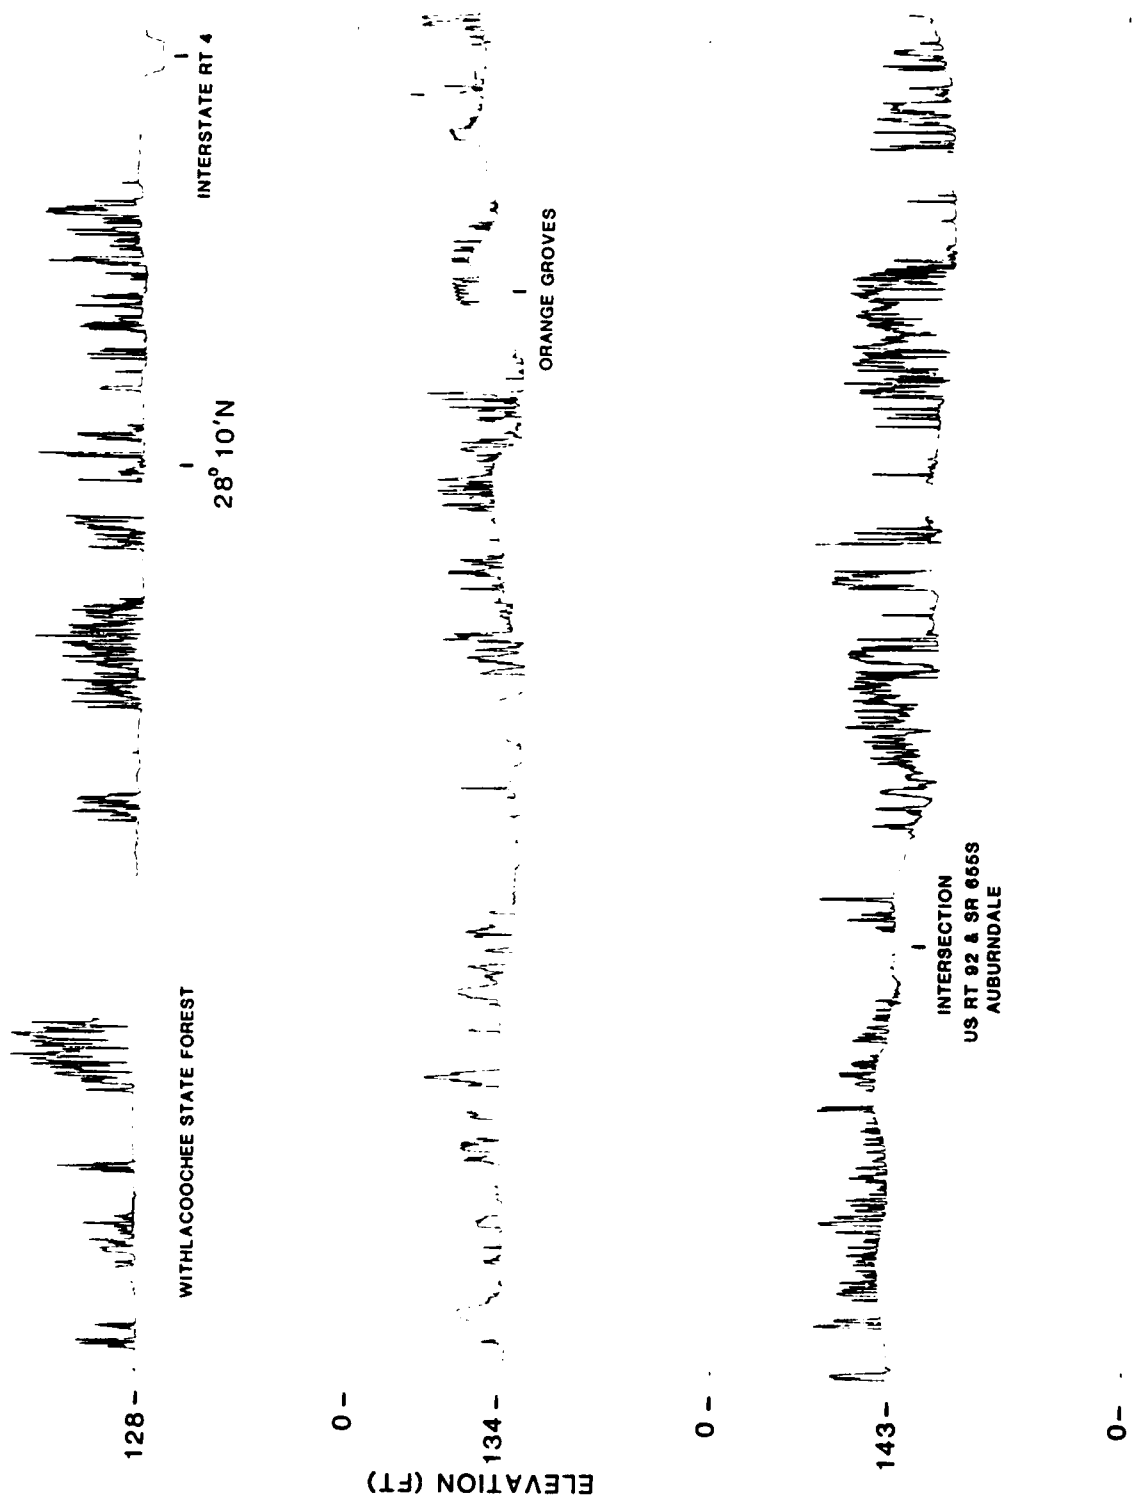 INTERSTATE RT 4
28° 10'N
WITHLACOOCHEE STATE FOREST
128-
0-
ORANGE GROVES
134-
0-
ELEVATION (FT)
INTERSECTION
US RT 92 & SR 655S
AUBURNDALE
143-
0-